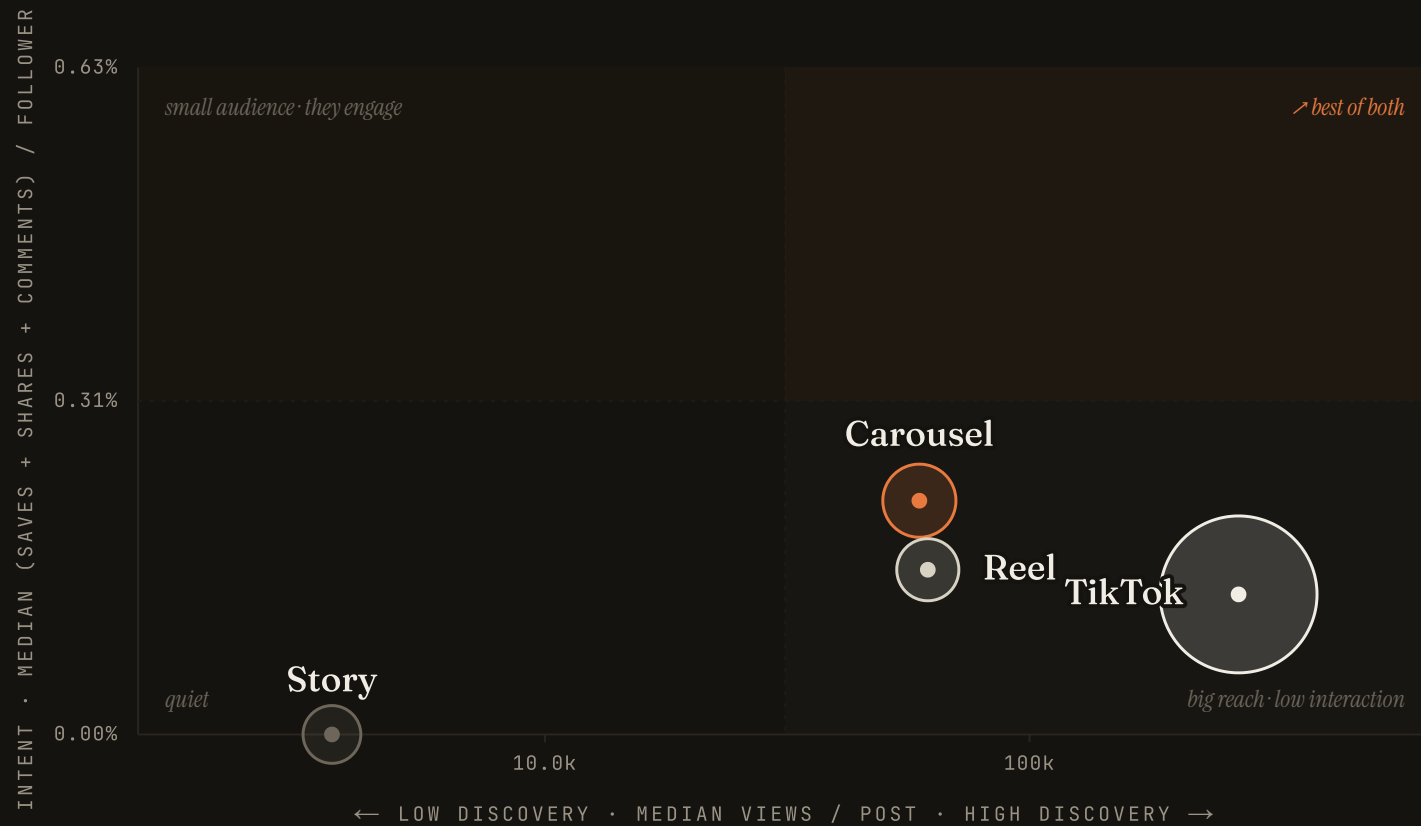 INTENT · MEDIAN (SAVES + SHARES + COMMENTS) / FOLLOWER
0.63%
small audience · they engage
↗ best of both
0.31%
Carousel
Reel
TikTok
Story
quiet
big reach · low interaction
0.00%
10.0k
100k
← LOW DISCOVERY · MEDIAN VIEWS / POST · HIGH DISCOVERY →